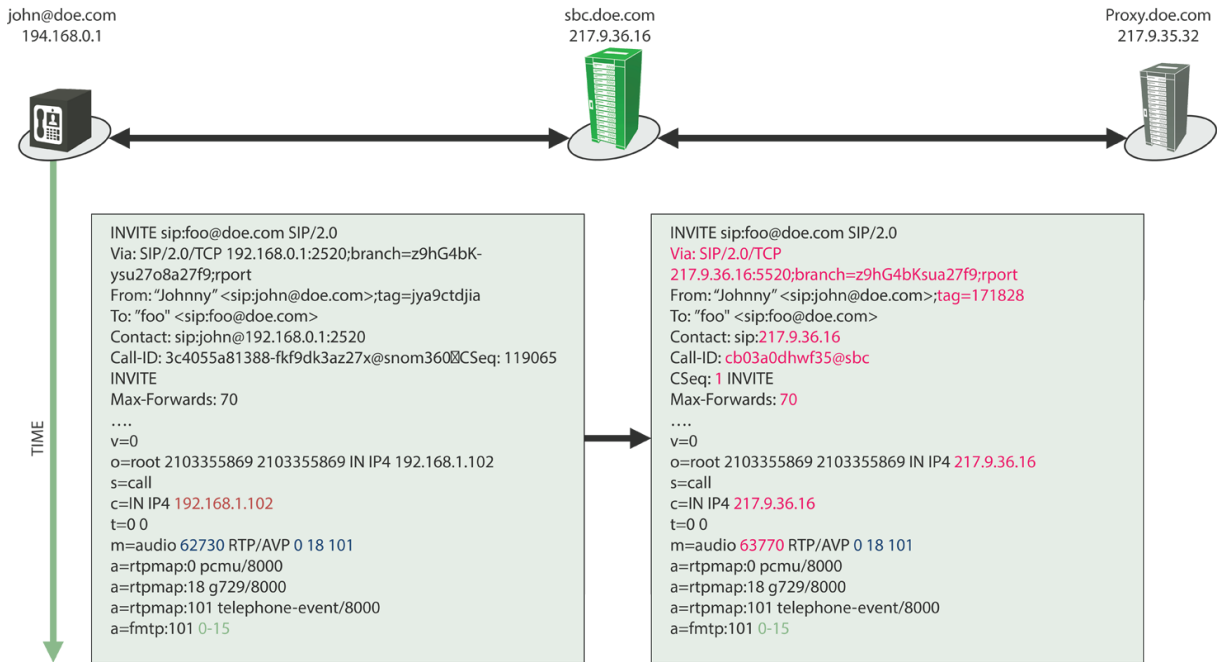 john@doe.com
194.168.0.1
sbc.doe.com
217.9.36.16
Proxy.doe.com
217.9.35.32
TIME
INVITE sip:foo@doe.com SIP/2.0
Via: SIP/2.0/TCP 192.168.0.1:2520;branch=z9hG4bK-
ysu27o8a27f9;rport
From: “Johnny” <sip:john@doe.com>;tag=jya9ctdjia
To: "foo" <sip:foo@doe.com>
Contact: sip:john@192.168.0.1:2520
Call-ID: 3c4055a81388-fkf9dk3az27x@snom360⍰CSeq: 119065
INVITE
Max-Forwards: 70
....
v=0
o=root 2103355869 2103355869 IN IP4 192.168.1.102
s=call
c=IN IP4 192.168.1.102
t=0 0
m=audio 62730 RTP/AVP 0 18 101
a=rtpmap:0 pcmu/8000
a=rtpmap:18 g729/8000
a=rtpmap:101 telephone-event/8000
a=fmtp:101 0-15
INVITE sip:foo@doe.com SIP/2.0
Via: SIP/2.0/TCP
217.9.36.16:5520;branch=z9hG4bKsua27f9;rport
From: “Johnny” <sip:john@doe.com>;tag=171828
To: "foo" <sip:foo@doe.com>
Contact: sip:217.9.36.16
Call-ID: cb03a0dhwf35@sbc
CSeq: 1 INVITE
Max-Forwards: 70
....
v=0
o=root 2103355869 2103355869 IN IP4 217.9.36.16
s=call
c=IN IP4 217.9.36.16
t=0 0
m=audio 63770 RTP/AVP 0 18 101
a=rtpmap:0 pcmu/8000
a=rtpmap:18 g729/8000
a=rtpmap:101 telephone-event/8000
a=fmtp:101 0-15